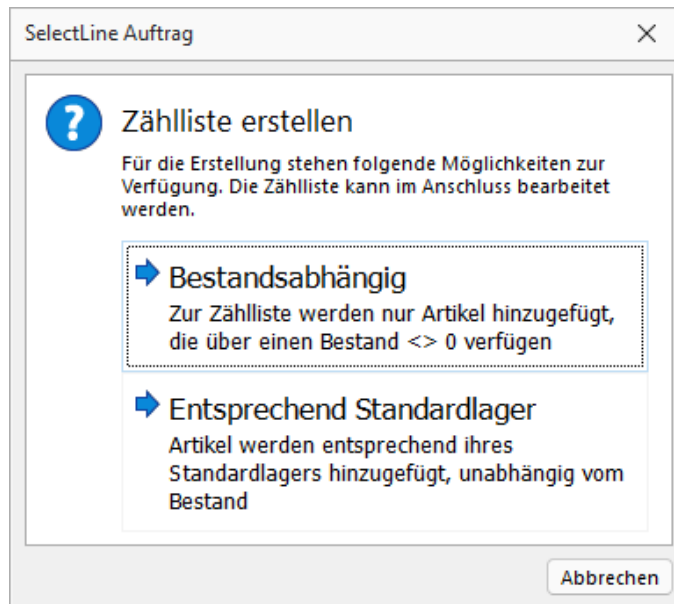 SelectLine Auftrag
Zählliste erstellen
Für die Erstellung stehen folgende Möglichkeiten zur
Verfügung. Die Zählliste kann im Anschluss bearbeitet
werden.
Bestandsabhängig
Zur Zählliste werden nur Artikel hinzugefügt,
die über einen Bestand <> 0 verfügen
Entsprechend Standardlager
Artikel werden entsprechend ihres
Standardlagers hinzugefügt, unabhängig vom
Bestand
Abbrechen